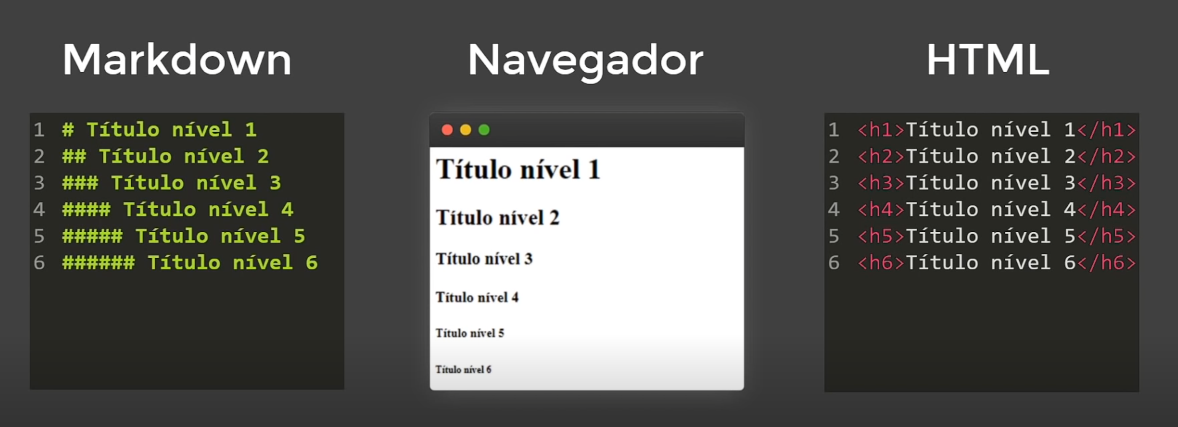 Markdown
1 # Título nível 1
2 ## Título nível 2
3 ### Título nível 3
4 #### Título nível 4
5 ##### Título nível 5
6 ###### Título nível 6
Navegador
Título nível 1
Título nível 2
Título nível 3
Título nível 4
Título nível 5
Título nível 6
HTML
1 <h1>Título nível 1</h1>
2 <h2>Título nível 2</h2>
3 <h3>Título nível 3</h3>
4 <h4>Título nível 4</h4>
5 <h5>Título nível 5</h5>
6 <h6>Título nível 6</h6>